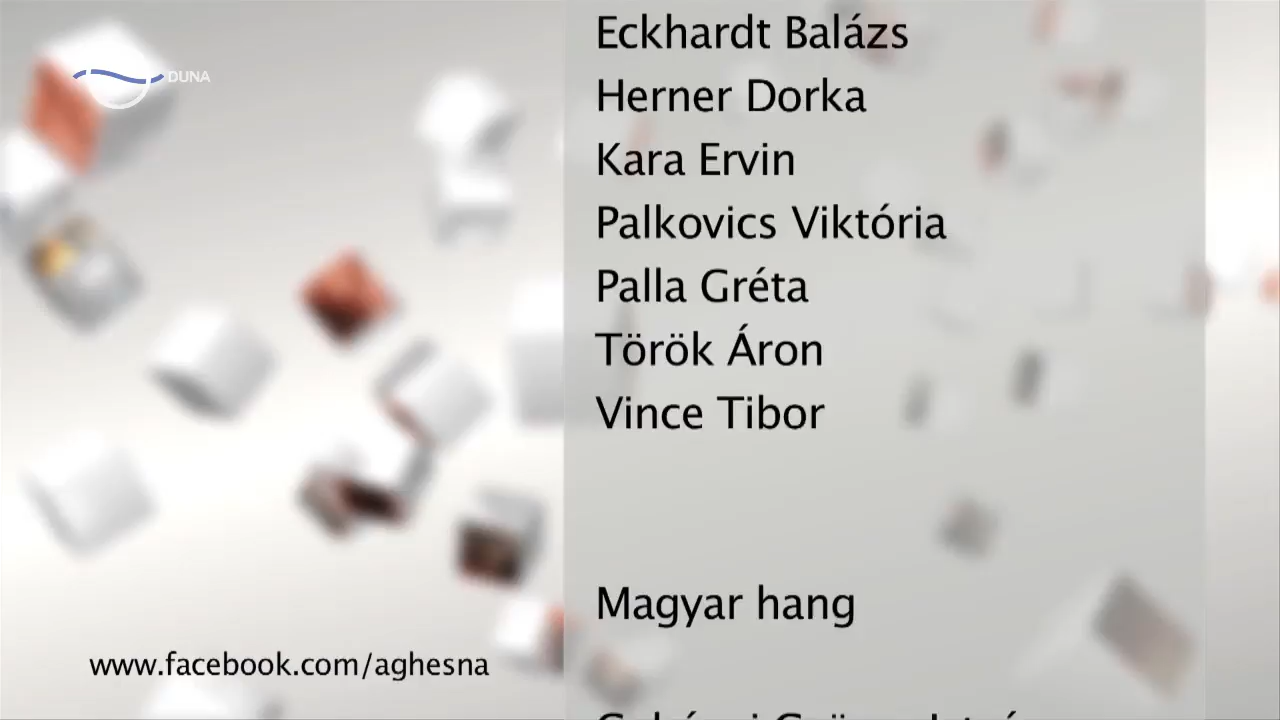 DUNA
Eckhardt Balázs
Herner Dorka
Kara Ervin
Palkovics Viktória
Palla Gréta
Török Áron
Vince Tibor
Magyar hang
www.facebook.com/aghesna